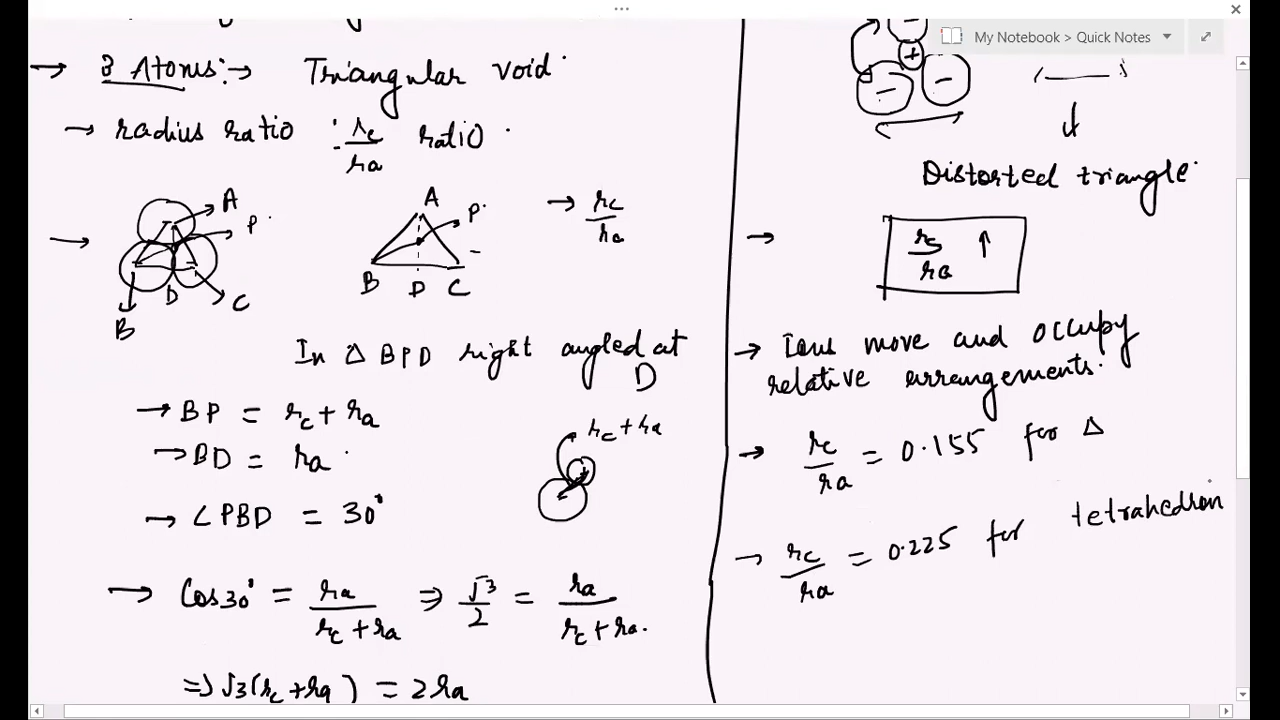 My Notebook > Quick Notes
→ 3 Atoms:→ Triangular void.
→ radius ratio : rc/ra ratio.
→ A
P.
B
D
C
A
P.
B D C
→ rc/ra
In Δ BPD right angled at D
→ BP = rc + ra
→ BD = ra.
rc + ra
→ ∠PBD = 30°
→ Cos30° = ra/(rc + ra) ⇒ √3/2 = ra/(rc + ra.
⇒ √3(rc + ra) = 2ra
− + − −
Distorted triangle.
→ rc/ra ↑
→ Ions move and occupy
relative arrangements.
→ rc/ra = 0.155 for Δ
→ rc/ra = 0.225 for tetrahedron